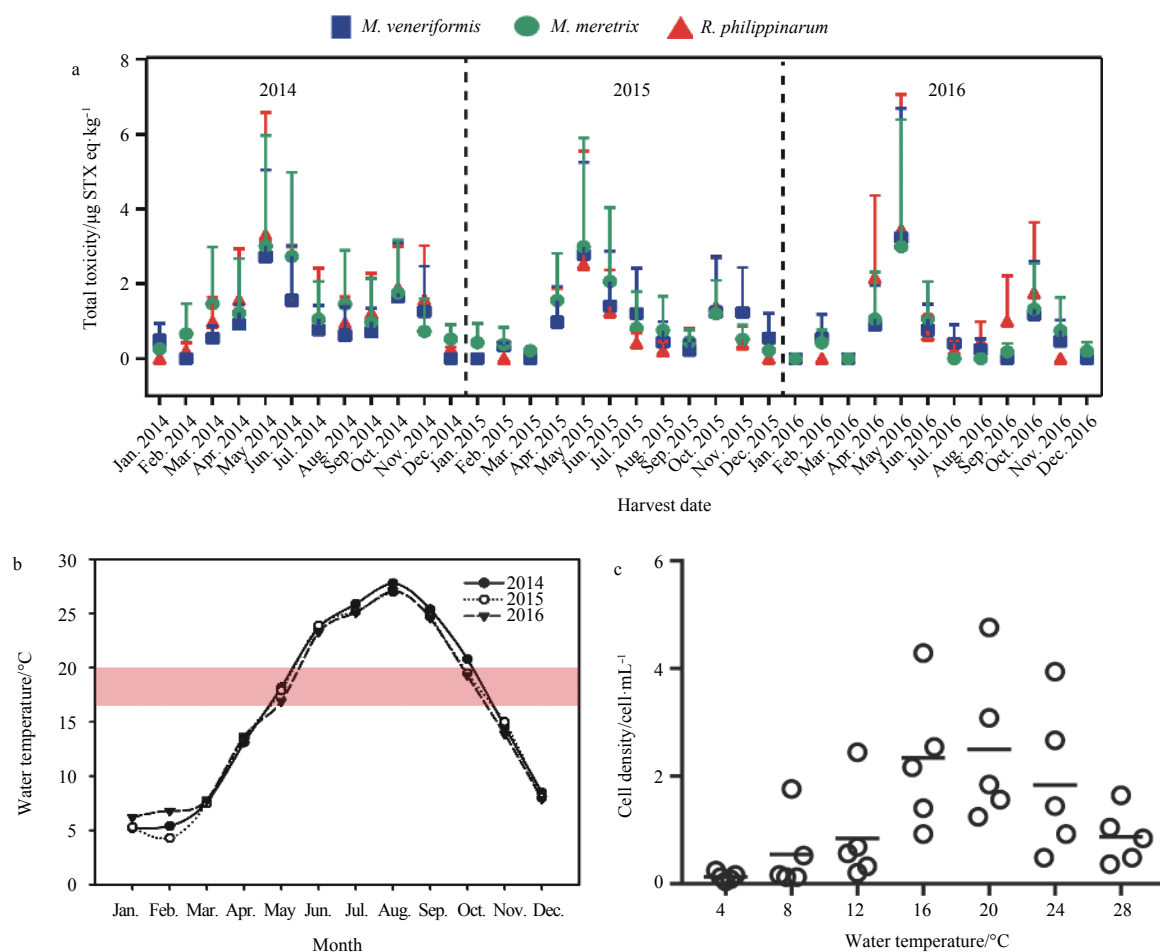 M. veneriformis M. meretrix R. philippinarum
a
8
6
4
2
0
Total toxicity/μg STX eq·kg⁻¹
2014 2015 2016
Jan. 2014 Feb. 2014 Mar. 2014 Apr. 2014 May 2014 Jun. 2014 Jul. 2014 Aug. 2014 Sep. 2014 Oct. 2014 Nov. 2014 Dec. 2014 Jan. 2015 Feb. 2015 Mar. 2015 Apr. 2015 May 2015 Jun. 2015 Jul. 2015 Aug. 2015 Sep. 2015 Oct. 2015 Nov. 2015 Dec. 2015 Jan. 2016 Feb. 2016 Mar. 2016 Apr. 2016 May 2016 Jun. 2016 Jul. 2016 Aug. 2016 Sep. 2016 Oct. 2016 Nov. 2016 Dec. 2016
Harvest date
b
30
25
20
15
10
5
0
Water temperature/°C
2014
2015
2016
Jan. Feb. Mar. Apr. May Jun. Jul. Aug. Sep. Oct. Nov. Dec.
Month
c
6
4
2
0
Cell density/cell·mL⁻¹
4 8 12 16 20 24 28
Water temperature/°C